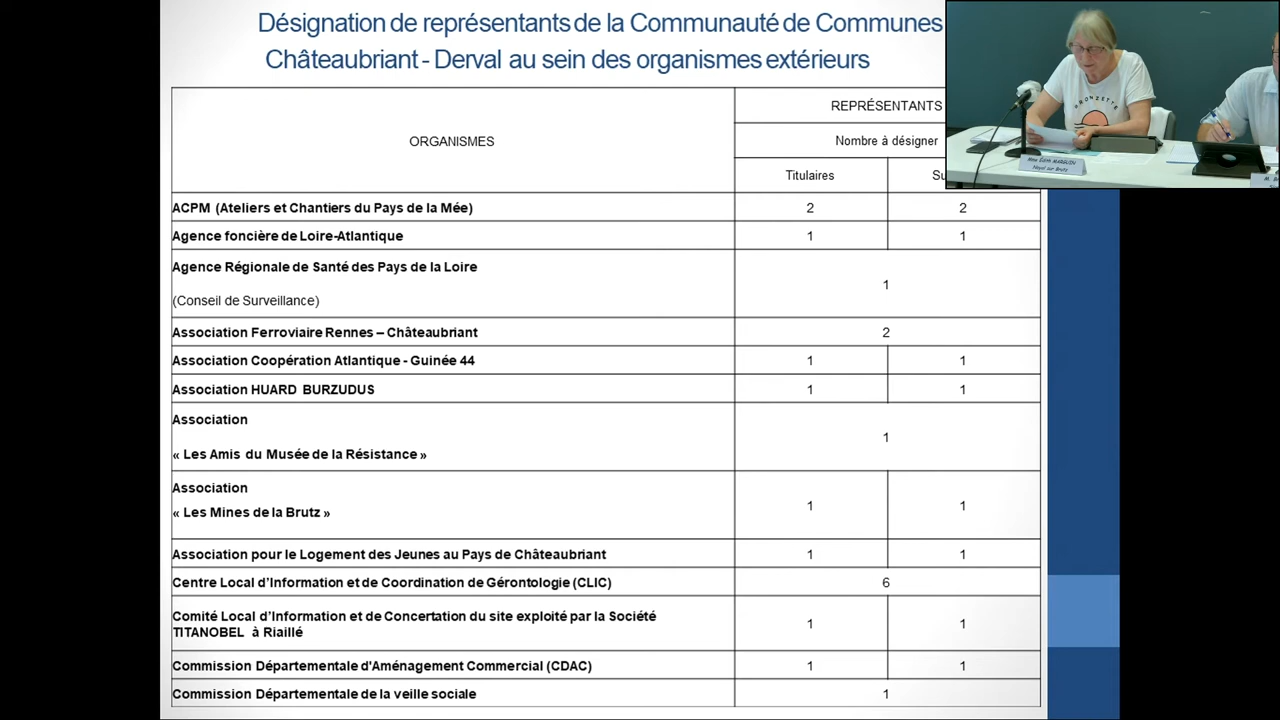 Désignation de représentants de la Communauté de Communes
Châteaubriant - Derval au sein des organismes extérieurs
ORGANISMES
REPRÉSENTANTS
Nombre à désigner
Titulaires
Su
ACPM (Ateliers et Chantiers du Pays de la Mée) 2 2
Agence foncière de Loire-Atlantique 1 1
Agence Régionale de Santé des Pays de la Loire
(Conseil de Surveillance)
1
Association Ferroviaire Rennes – Châteaubriant 2
Association Coopération Atlantique - Guinée 44 1 1
Association HUARD BURZUDUS 1 1
Association
« Les Amis du Musée de la Résistance »
1
Association
« Les Mines de la Brutz »
1 1
Association pour le Logement des Jeunes au Pays de Châteaubriant 1 1
Centre Local d'Information et de Coordination de Gérontologie (CLIC) 6
Comité Local d'Information et de Concertation du site exploité par la Société
TITANOBEL à Riaillé
1 1
Commission Départementale d'Aménagement Commercial (CDAC) 1 1
Commission Départementale de la veille sociale 1
Mme Édith MARGUIN
Noyal sur Brutz
M.